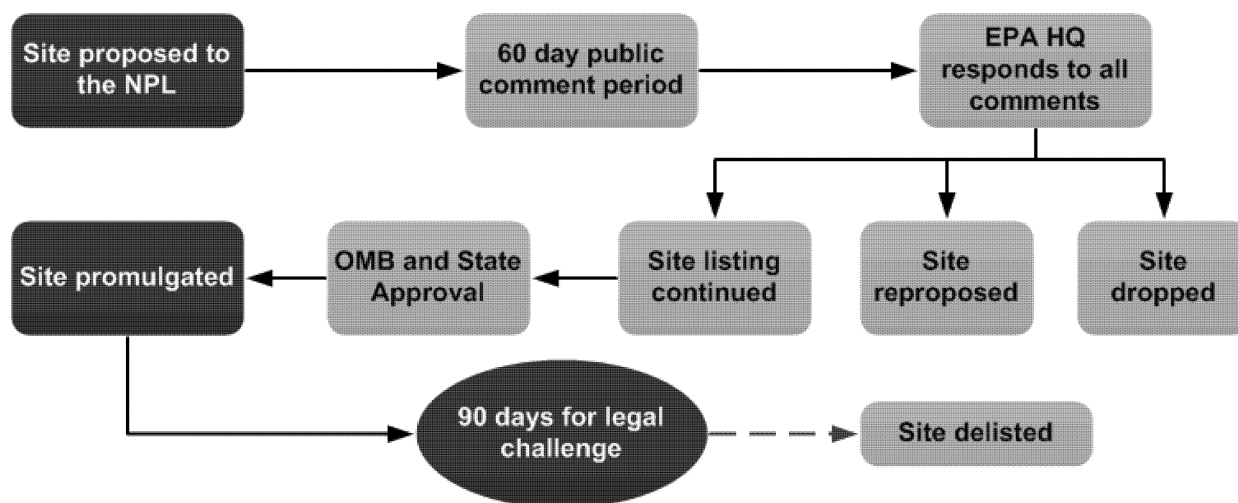 Site proposed to
the NPL
60 day public
comment period
EPA HQ
responds to all
comments
Site promulgated
OMB and State
Approval
Site listing
continued
Site
reproposed
Site
dropped
90 days for legal
challenge
Site delisted